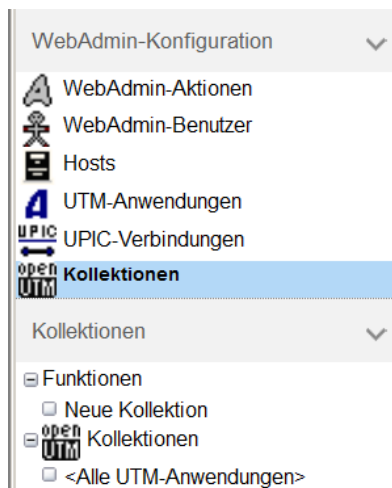 WebAdmin-Konfiguration
WebAdmin-Aktionen
WebAdmin-Benutzer
Hosts
UTM-Anwendungen
UPIC UPIC-Verbindungen
open UTM Kollektionen
Kollektionen
Funktionen
Neue Kollektion
open UTM Kollektionen
<Alle UTM-Anwendungen>